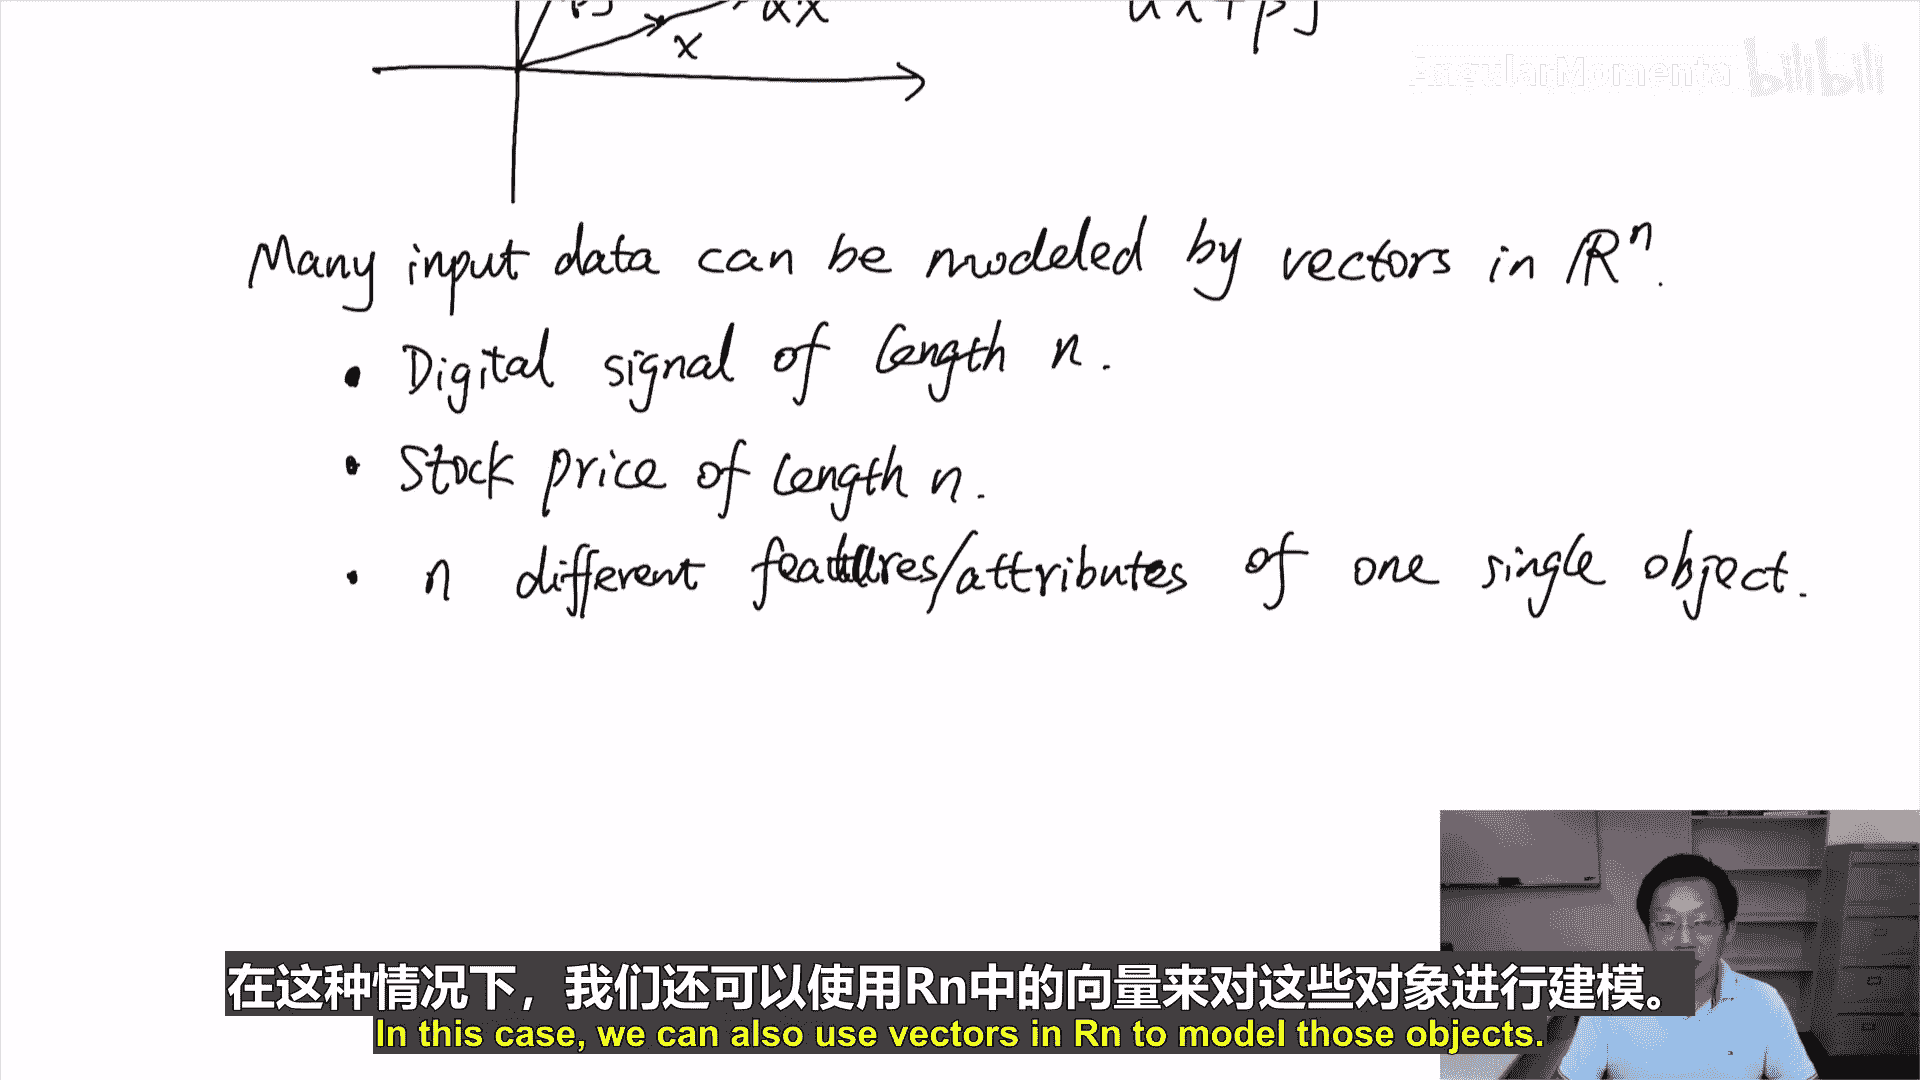 αx
x
AngularMomenta bilibili
Many input data can be modeled by vectors in ℝⁿ.
• Digital signal of length n.
• Stock price of length n.
• n different features/attributes of one single object.
在这种情况下，我们还可以使用Rn中的向量来对这些对象进行建模。
In this case, we can also use vectors in Rn to model those objects.